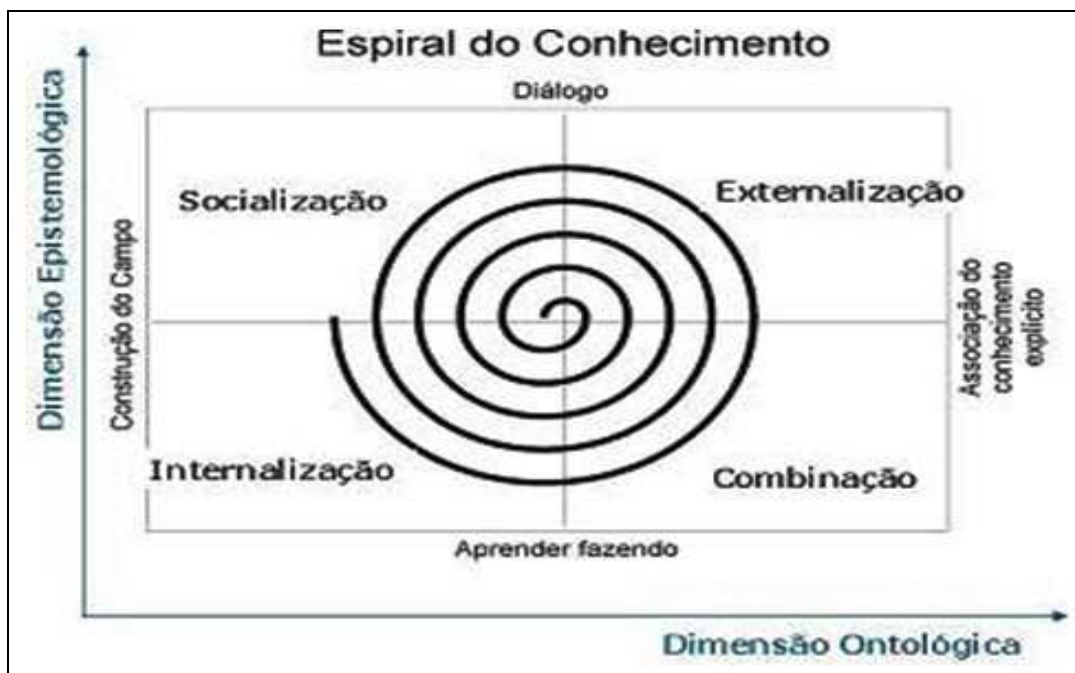 Espiral do Conhecimento
Diálogo
Dimensão Epistemológica
Construção do Campo
Socialização
Externalização
Associação do
conhecimento
explícito
Internalização
Combinação
Aprender fazendo
Dimensão Ontológica